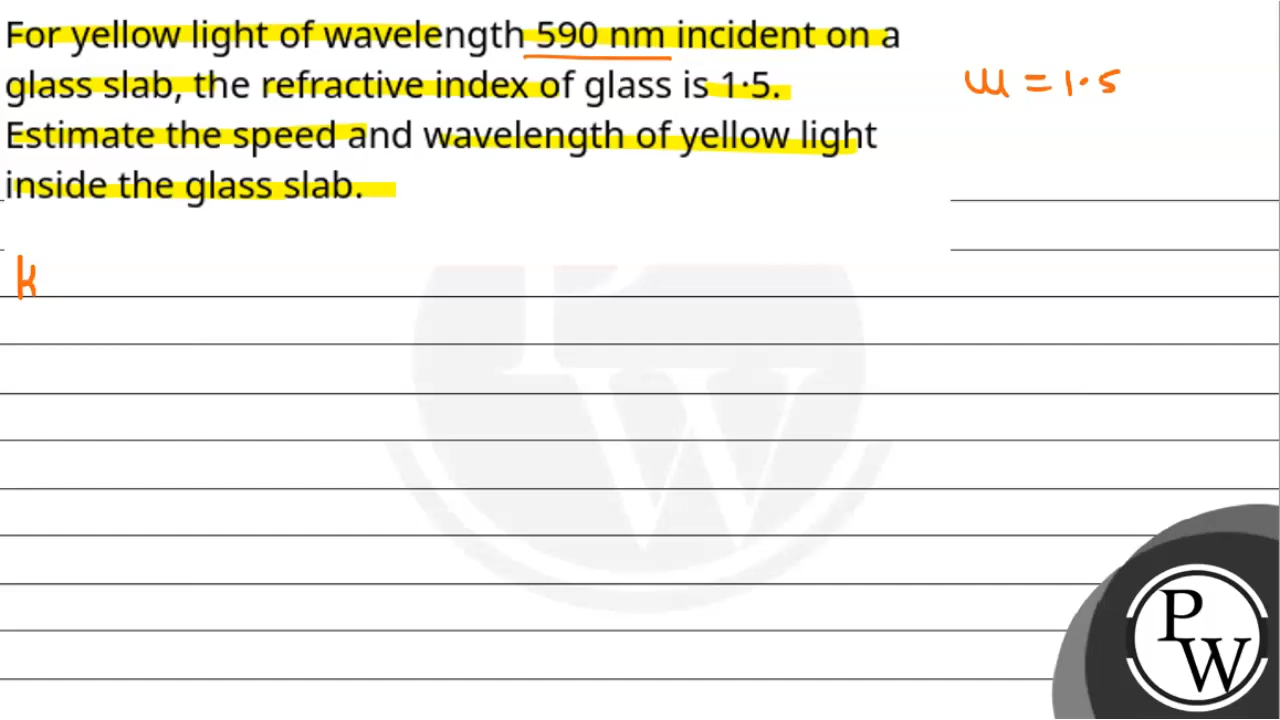 For yellow light of wavelength 590 nm incident on a
glass slab, the refractive index of glass is 1·5.
Estimate the speed and wavelength of yellow light
inside the glass slab.
μ = 1·5
k
PW